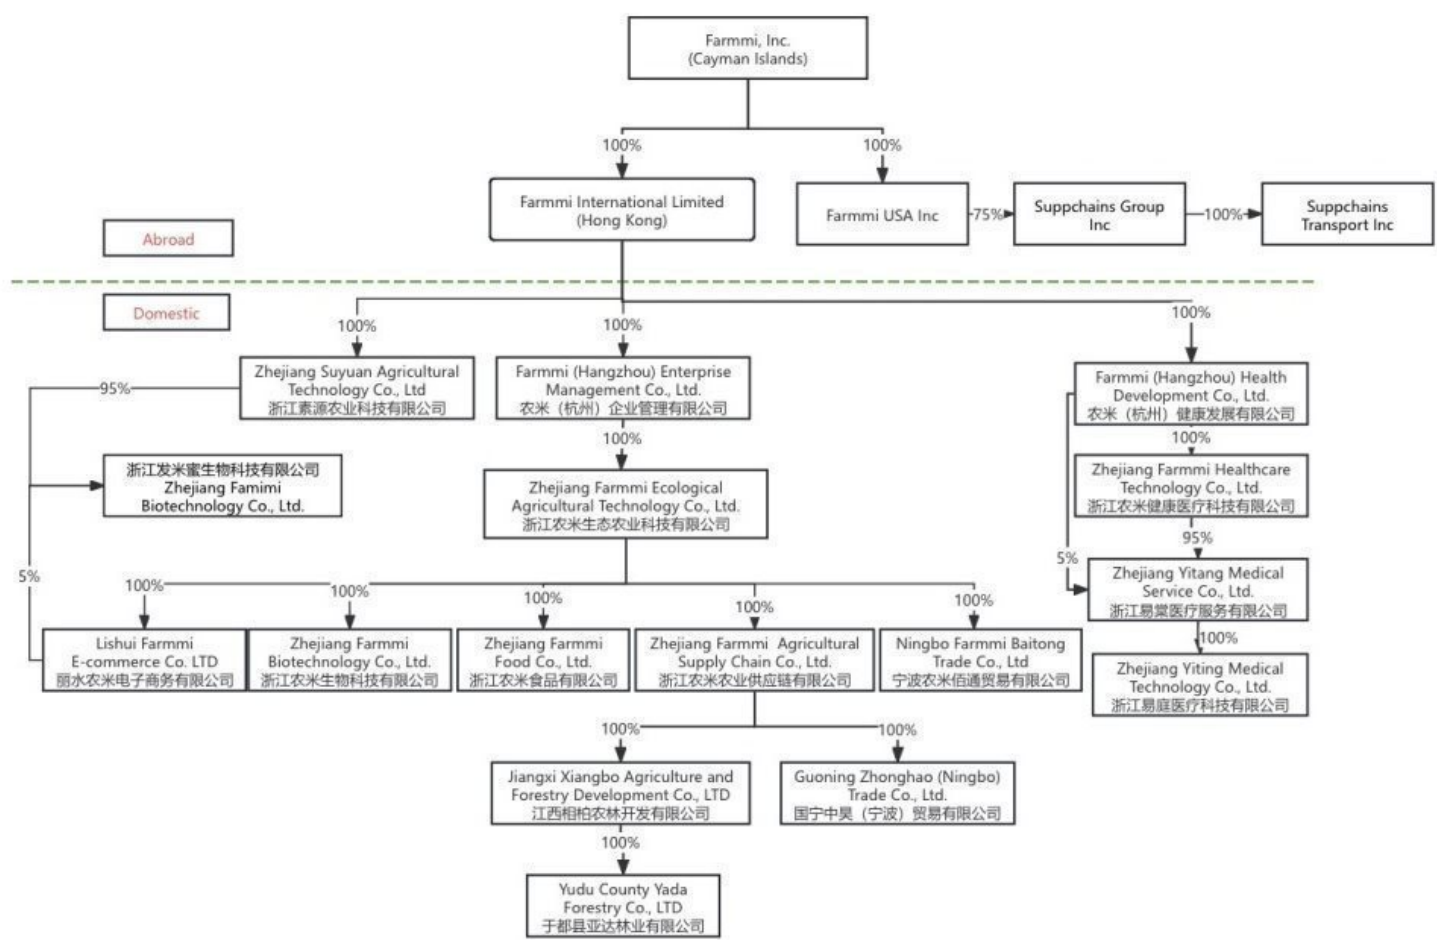 Farmmi, Inc.
(Cayman Islands)
100%
100%
Farmmi International Limited
(Hong Kong)
Farmmi USA Inc
75%
Suppchains Group
Inc
100%
Suppchains
Transport Inc
Abroad
Domestic
100%
100%
100%
Zhejiang Suyuan Agricultural
Technology Co., Ltd
浙江素源农业科技有限公司
Farmmi (Hangzhou) Enterprise
Management Co., Ltd.
农米（杭州）企业管理有限公司
Farmmi (Hangzhou) Health
Development Co., Ltd.
农米（杭州）健康发展有限公司
95%
100%
100%
浙江发米蜜生物科技有限公司
Zhejiang Famimi
Biotechnology Co., Ltd.
Zhejiang Farmmi Ecological
Agricultural Technology Co., Ltd.
浙江农米生态农业科技有限公司
Zhejiang Farmmi Healthcare
Technology Co., Ltd.
浙江农米健康医疗科技有限公司
95%
5%
5%
Zhejiang Yitang Medical
Service Co., Ltd.
浙江易棠医疗服务有限公司
100%
100%
100%
100%
100%
100%
Lishui Farmmi
E-commerce Co. LTD
丽水农米电子商务有限公司
Zhejiang Farmmi
Biotechnology Co., Ltd.
浙江农米生物科技有限公司
Zhejiang Farmmi
Food Co., Ltd.
浙江农米食品有限公司
Zhejiang Farmmi Agricultural
Supply Chain Co., Ltd.
浙江农米农业供应链有限公司
Ningbo Farmmi Baitong
Trade Co., Ltd
宁波农米佰通贸易有限公司
Zhejiang Yiting Medical
Technology Co., Ltd.
浙江易庭医疗科技有限公司
100%
100%
Jiangxi Xiangbo Agriculture and
Forestry Development Co., LTD
江西相柏农林开发有限公司
Guoning Zhonghao (Ningbo)
Trade Co., Ltd.
国宁中昊（宁波）贸易有限公司
100%
Yudu County Yada
Forestry Co., LTD
于都县亚达林业有限公司